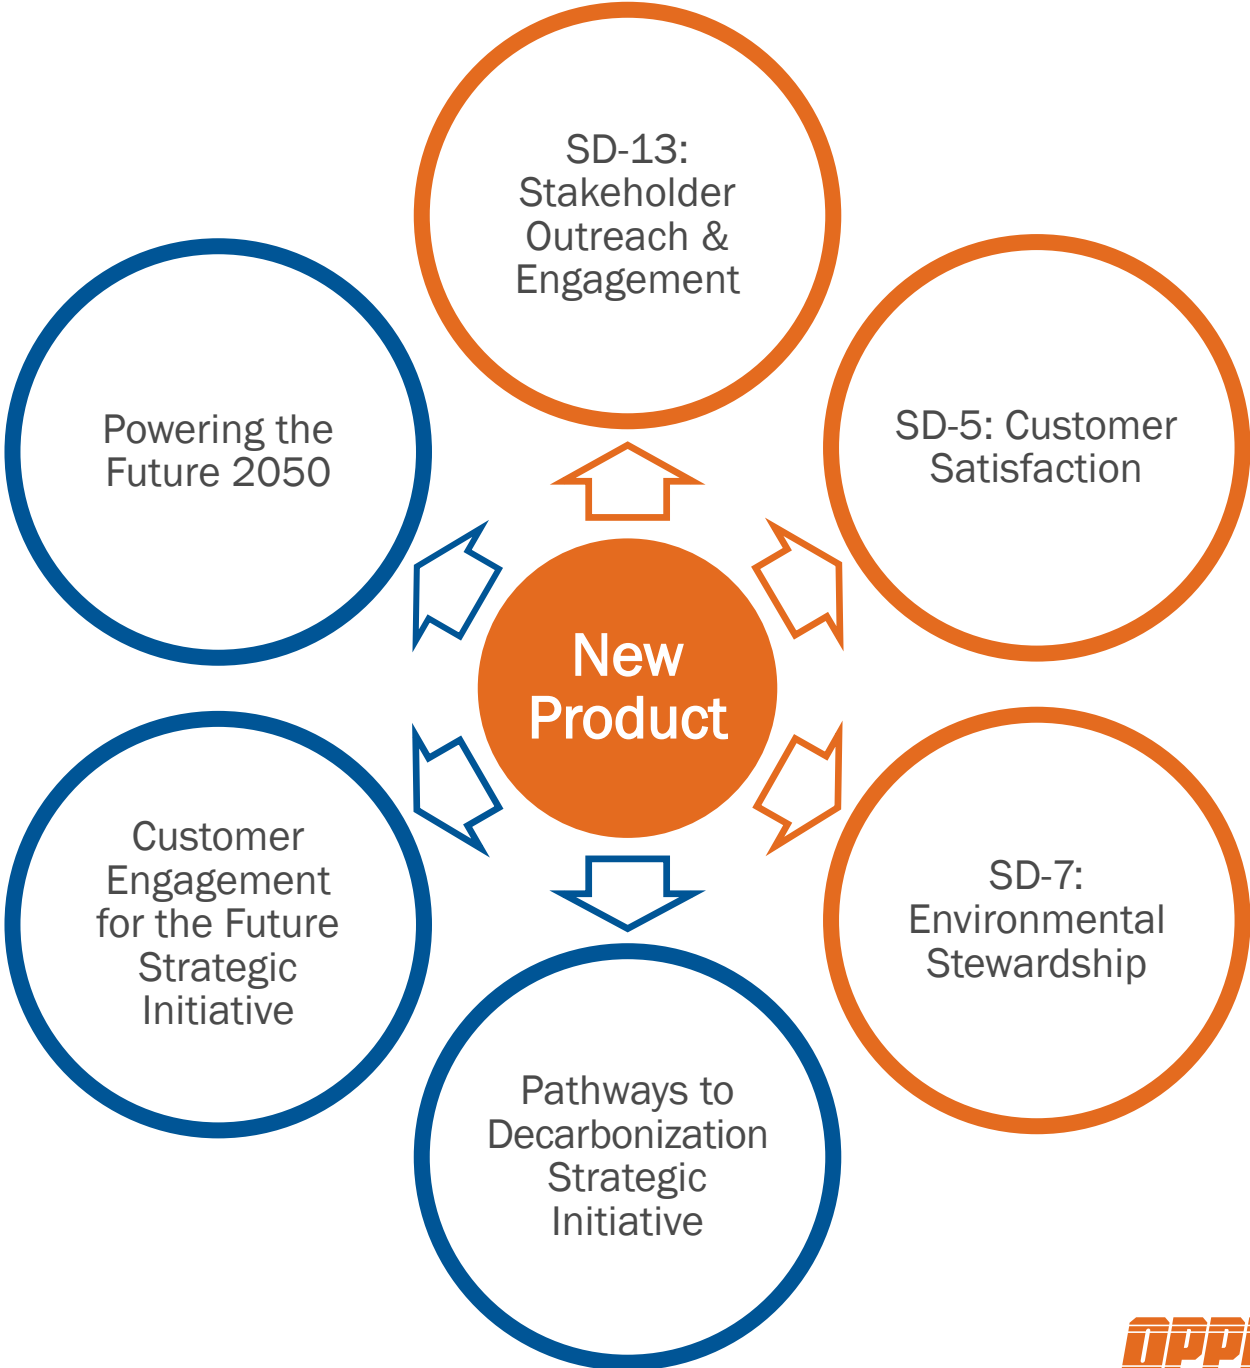 SD-13:
Stakeholder
Outreach &
Engagement
Powering the
Future 2050
SD-5: Customer
Satisfaction
New
Product
Customer
Engagement
for the Future
Strategic
Initiative
SD-7:
Environmental
Stewardship
Pathways to
Decarbonization
Strategic
Initiative